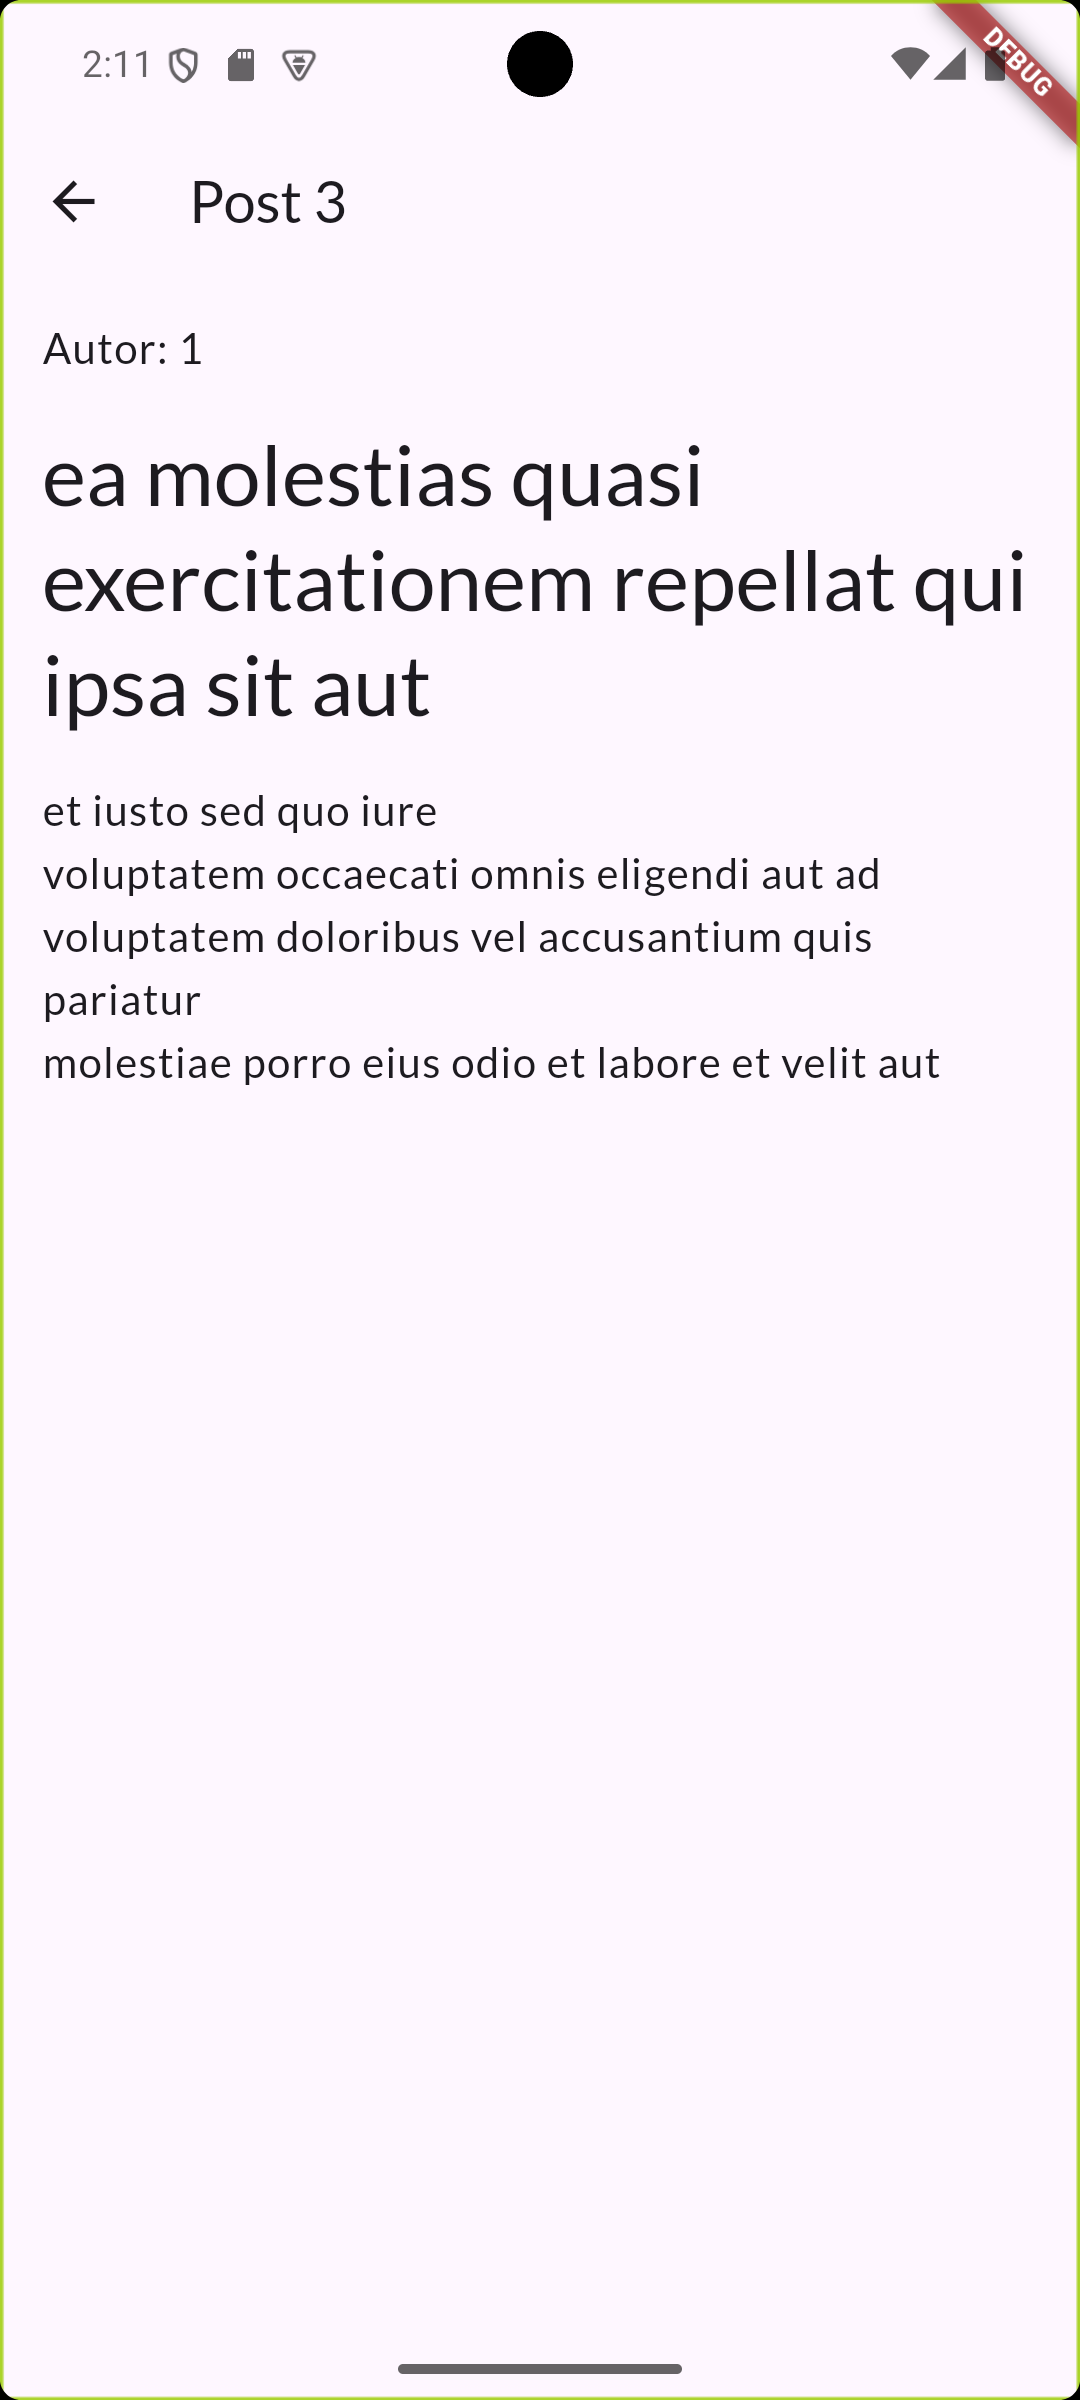 2:11
DEBUG
Post 3
Autor: 1
ea molestias quasi
exercitationem repellat qui
ipsa sit aut
et iusto sed quo iure
voluptatem occaecati omnis eligendi aut ad
voluptatem doloribus vel accusantium quis
pariatur
molestiae porro eius odio et labore et velit aut